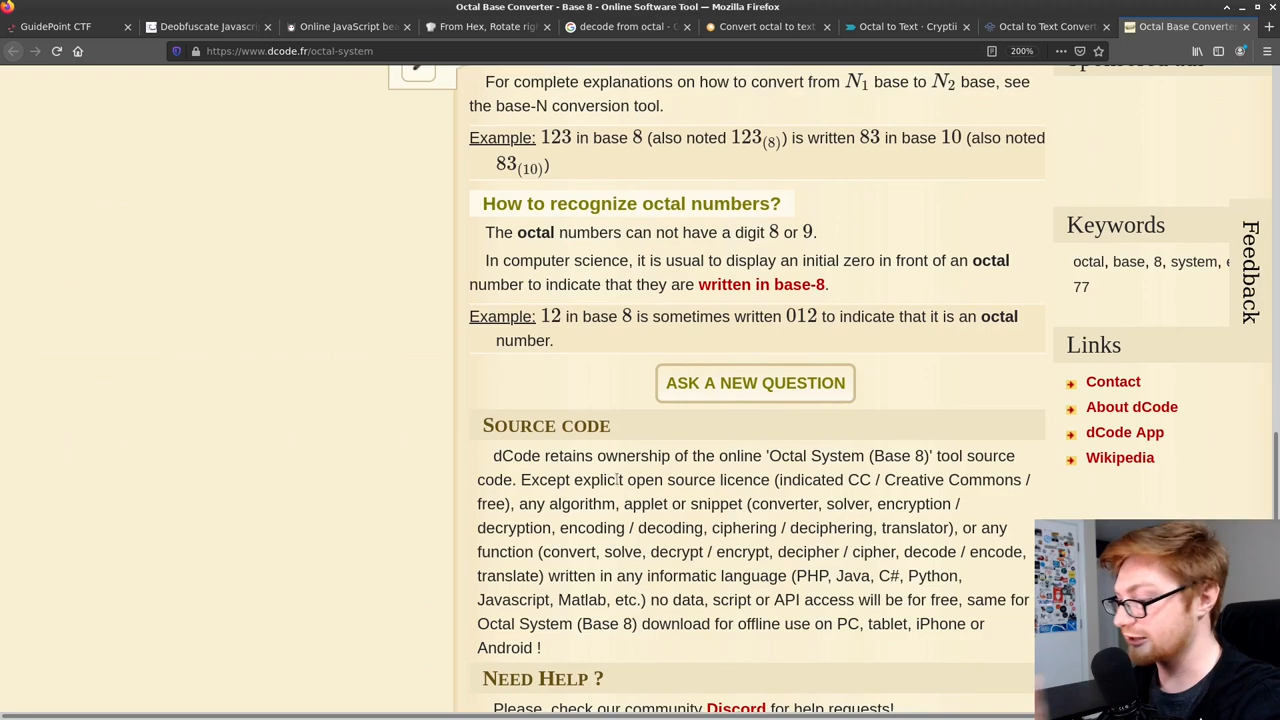 Octal Base Converter - Base 8 - Online Software Tool — Mozilla Firefox
GuidePoint CTF
Deobfuscate Javascri
Online JavaScript bea
From Hex, Rotate righ
decode from octal - G
Convert octal to text
Octal to Text · Cryptii
Octal to Text Convert
Octal Base Converter
https://www.dcode.fr/octal-system
200%
For complete explanations on how to convert from N1 base to N2 base, see
the base-N conversion tool.
Example: 123 in base 8 (also noted 123(8)) is written 83 in base 10 (also noted
83(10))
How to recognize octal numbers?
The octal numbers can not have a digit 8 or 9.
In computer science, it is usual to display an initial zero in front of an octal
number to indicate that they are written in base-8.
Example: 12 in base 8 is sometimes written 012 to indicate that it is an octal
number.
ASK A NEW QUESTION
SOURCE CODE
dCode retains ownership of the online 'Octal System (Base 8)' tool source
code. Except explicit open source licence (indicated CC / Creative Commons /
free), any algorithm, applet or snippet (converter, solver, encryption /
decryption, encoding / decoding, ciphering / deciphering, translator), or any
function (convert, solve, decrypt / encrypt, decipher / cipher, decode / encode,
translate) written in any informatic language (PHP, Java, C#, Python,
Javascript, Matlab, etc.) no data, script or API access will be for free, same for
Octal System (Base 8) download for offline use on PC, tablet, iPhone or
Android !
NEED HELP ?
Please, check our community Discord for help requests!
Keywords
octal, base, 8, system, e
77
Links
Contact
About dCode
dCode App
Wikipedia
Feedback